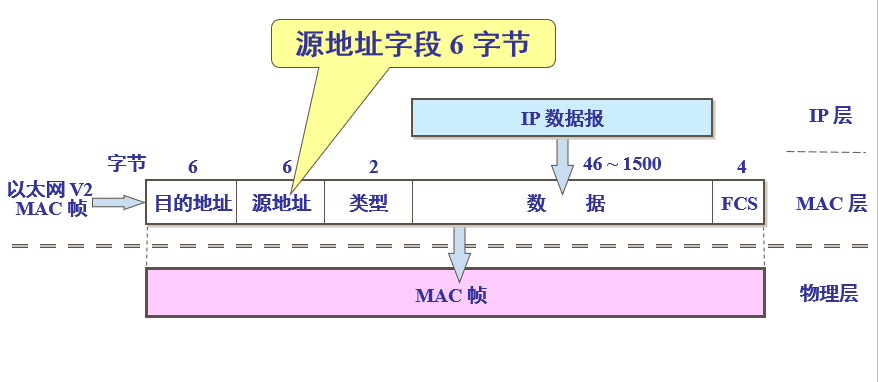 源地址字段 6 字节
IP 数据报
IP 层
字节
6
6
2
46 ~ 1500
4
以太网 V2
MAC 帧
目的地址
源地址
类型
数 据
FCS
MAC 层
MAC 帧
物理层